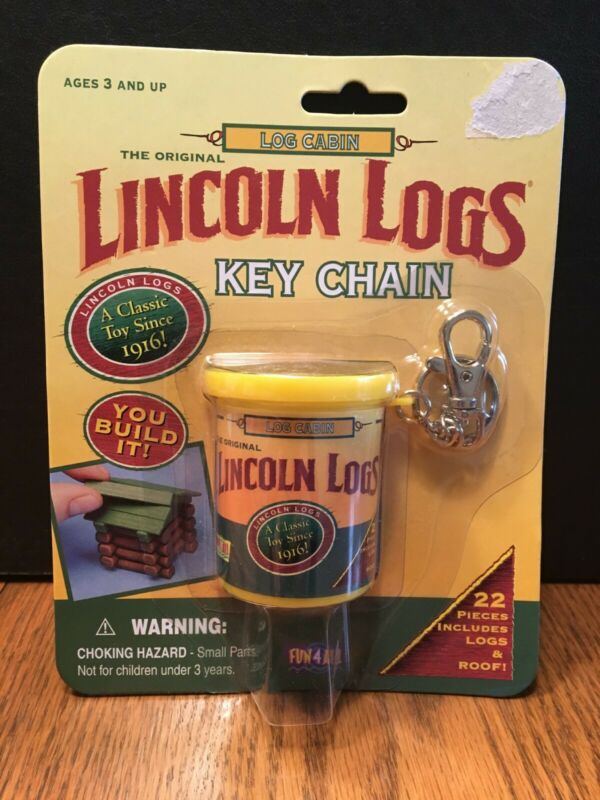 AGES 3 AND UP
LOG CABIN
THE ORIGINAL
LINCOLN LOGS®
KEY CHAIN
LINCOLN LOGS
A Classic
Toy Since
1916!
YOU
BUILD
IT!
LOG CABIN
THE ORIGINAL
LINCOLN LOGS
LINCOLN LOGS
A Classic
Toy Since
1916!
22
PIECES
INCLUDES
LOGS
&
ROOF!
⚠ WARNING:
CHOKING HAZARD - Small Parts.
Not for children under 3 years.
FUN 4 ALL